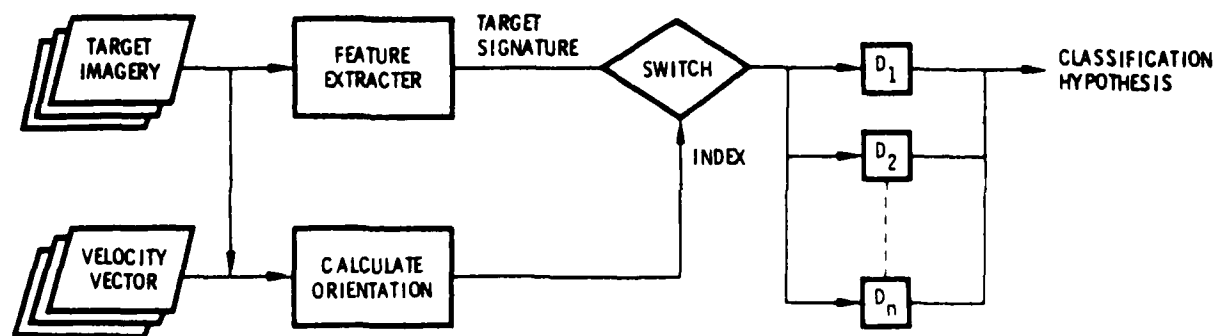 TARGET
IMAGERY
FEATURE
EXTRACTER
TARGET
SIGNATURE
SWITCH
D1
CLASSIFICATION
HYPOTHESIS
INDEX
D2
VELOCITY
VECTOR
CALCULATE
ORIENTATION
Dn